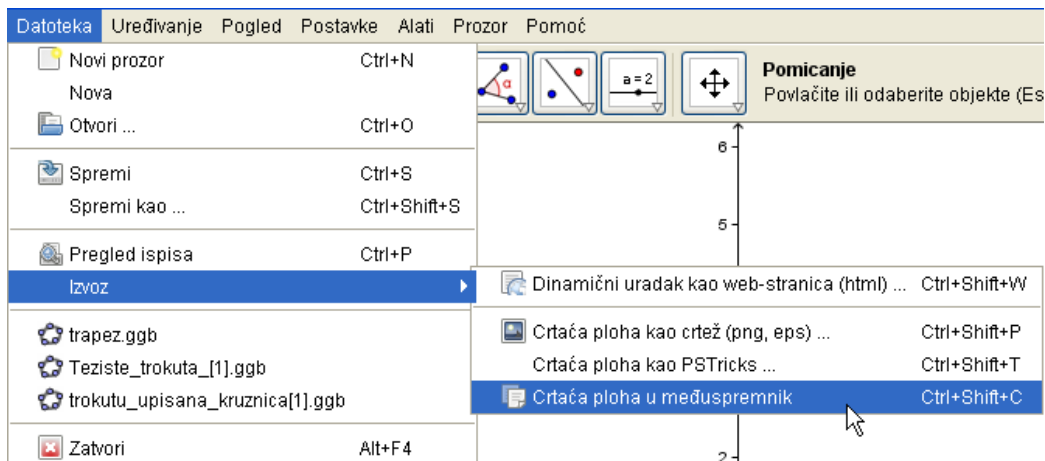 Datoteka Uređivanje Pogled Postavke Alati Prozor Pomoć
Novi prozor Ctrl+N
Nova
Otvori ... Ctrl+O
Spremi Ctrl+S
Spremi kao ... Ctrl+Shift+S
Pregled ispisa Ctrl+P
Izvoz
trapez.ggb
Teziste_trokuta_[1].ggb
trokutu_upisana_kruznica[1].ggb
Zatvori Alt+F4
α
a=2
Pomicanje
Povlačite ili odaberite objekte (Es
6
5
Dinamični uradak kao web-stranica (html) ... Ctrl+Shift+W
Crtaća ploha kao crtež (png, eps) ... Ctrl+Shift+P
Crtaća ploha kao PSTricks ... Ctrl+Shift+T
Crtaća ploha u međuspremnik Ctrl+Shift+C
2